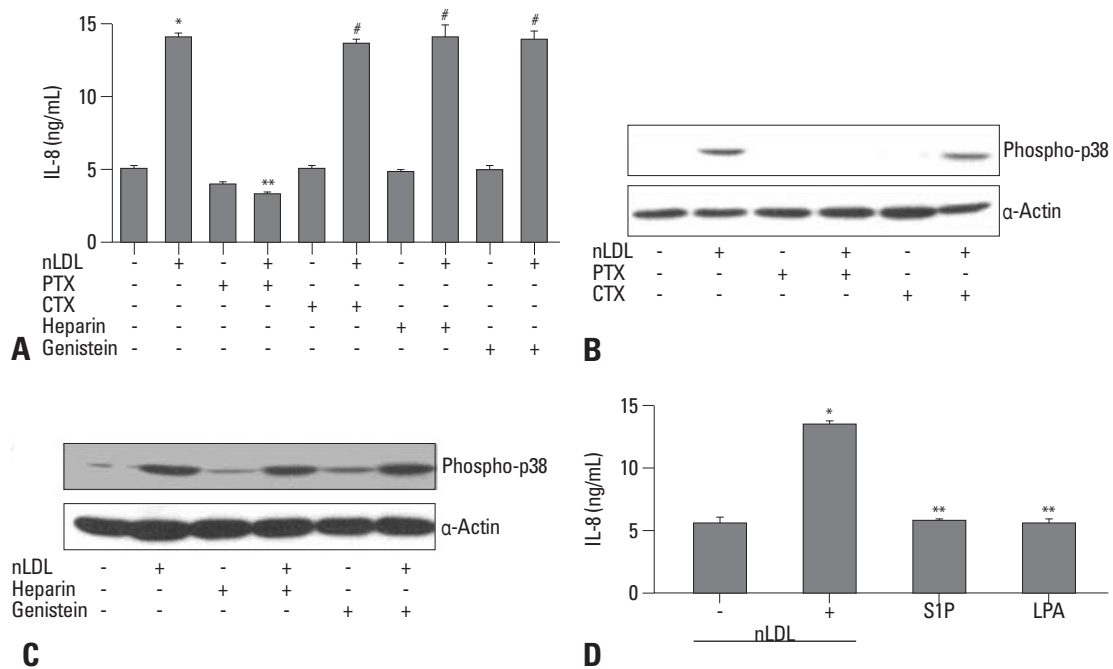 15
10
5
0
IL-8 (ng/mL)
* ** # # #
nLDL - + - + - + - + - +
PTX - - + + - - - - - -
CTX - - - - + + - - - -
Heparin - - - - - - + + - -
Genistein - - - - - - - - + +
A
Phospho-p38
α-Actin
nLDL - + - + - +
PTX - - + + - -
CTX - - - - + +
B
Phospho-p38
α-Actin
nLDL - + - + - +
Heparin - - + + - -
Genistein - - - - + +
C
15
10
5
0
IL-8 (ng/mL)
* ** **
- + S1P LPA
nLDL
D